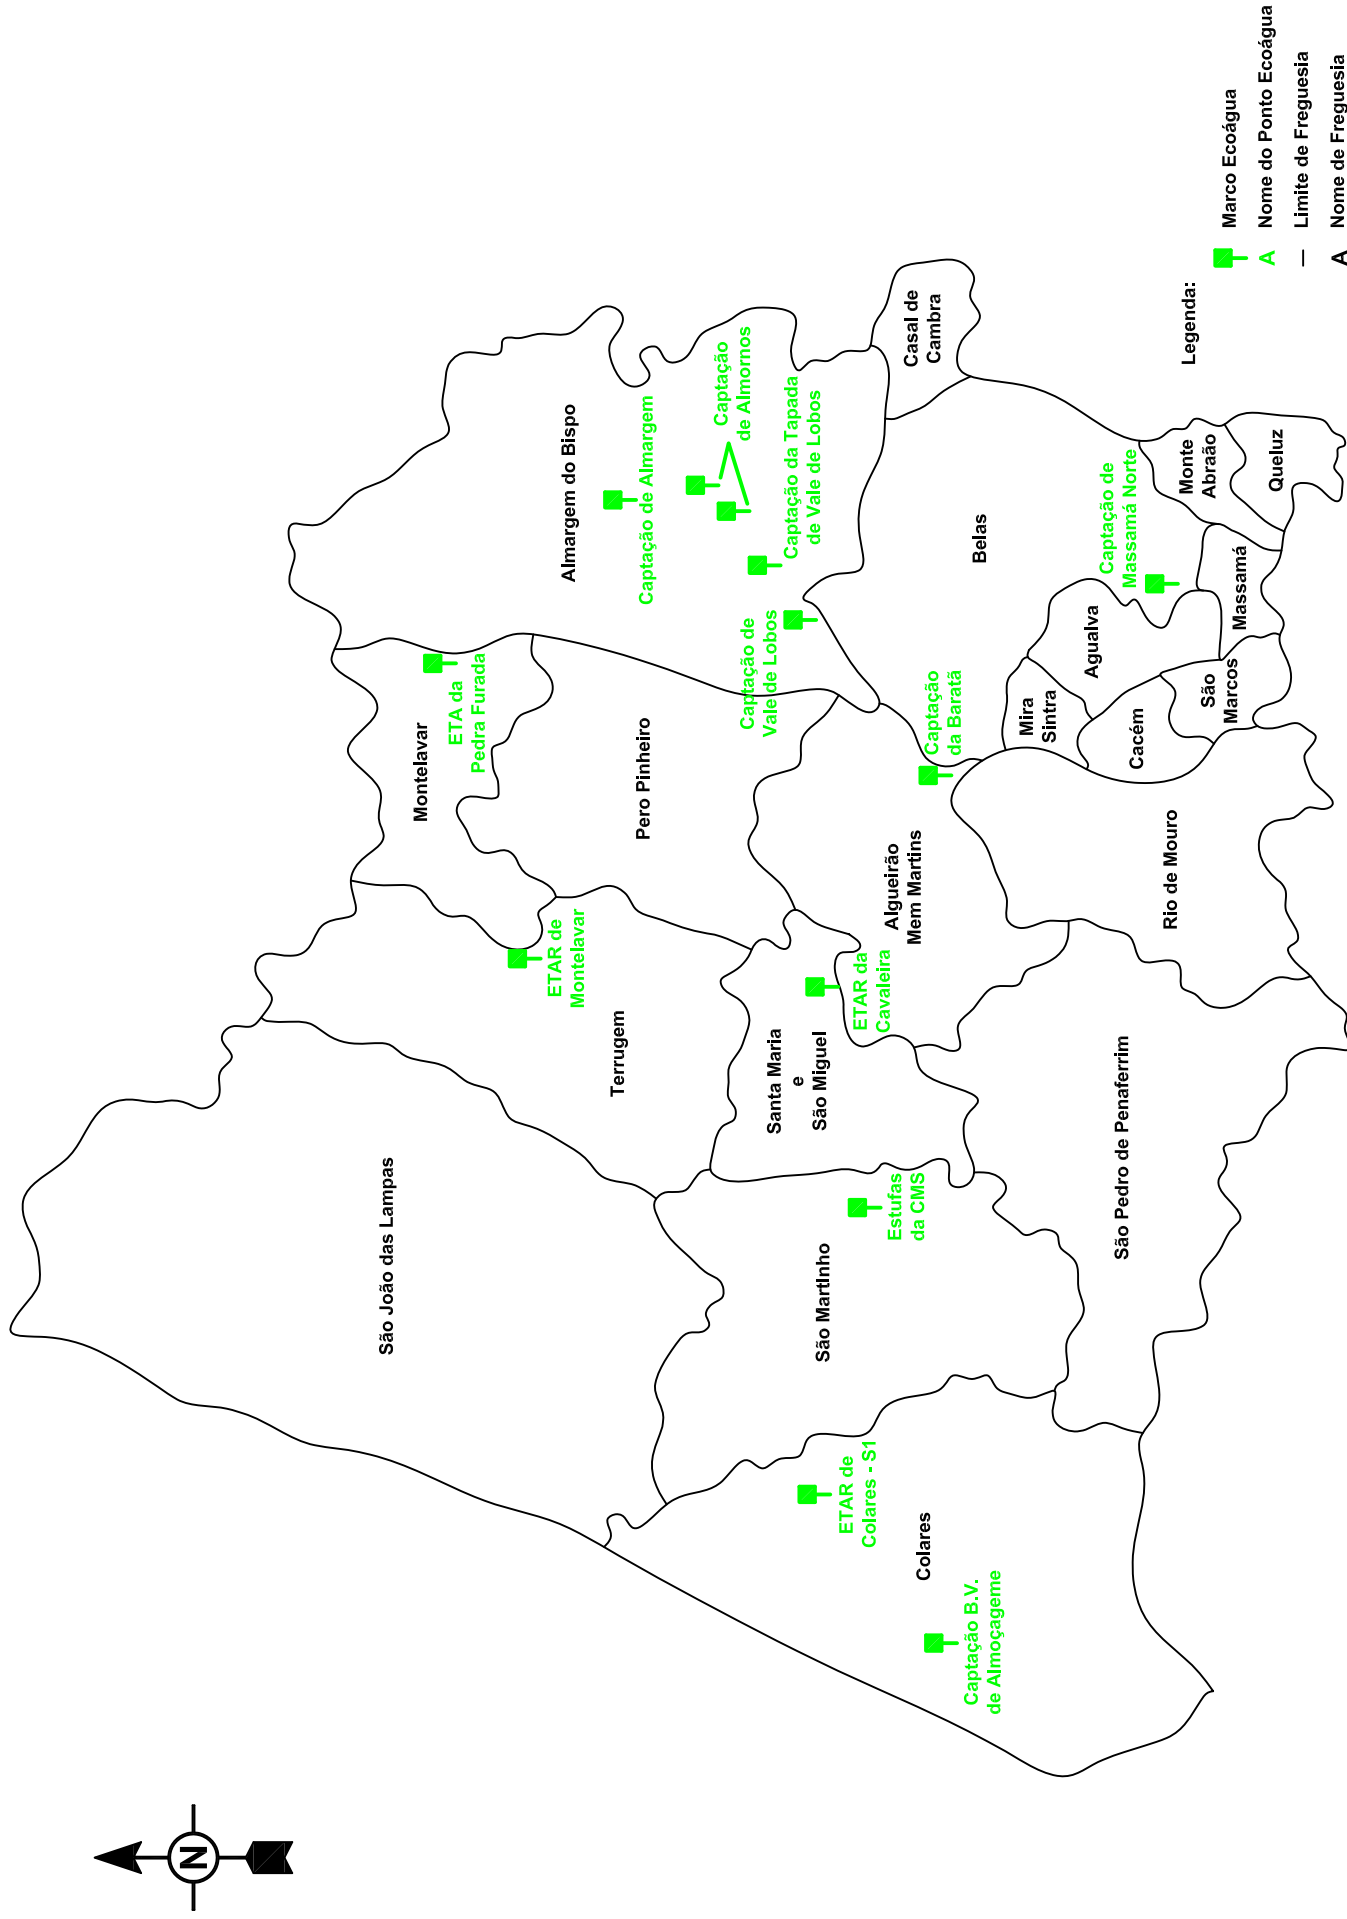 N
São João das Lampas
Terrugem
Montelavar
Pero Pinheiro
Almargem do Bispo
ETAR de
Montelavar
ETA da
Pedra Furada
Captação de Almargem
Captação
de Almornos
Captação da Tapada
de Vale de Lobos
Captação de
Vale de Lobos
Colares
ETAR de
Colares - S1
Captação B.V.
de Almoçageme
São Martinho
Estufas
da CMS
Santa Maria
e
São Miguel
ETAR da
Cavaleira
Algueirão
Mem Martins
Captação
da Baratã
Belas
Casal de
Cambra
São Pedro de Penaferrim
Rio de Mouro
Mira
Sintra
Agualva
Cacém
São
Marcos
Captação de
Massamá Norte
Massamá
Monte
Abraão
Queluz
Legenda:
Marco Ecoágua
A Nome do Ponto Ecoágua
Limite de Freguesia
A Nome de Freguesia